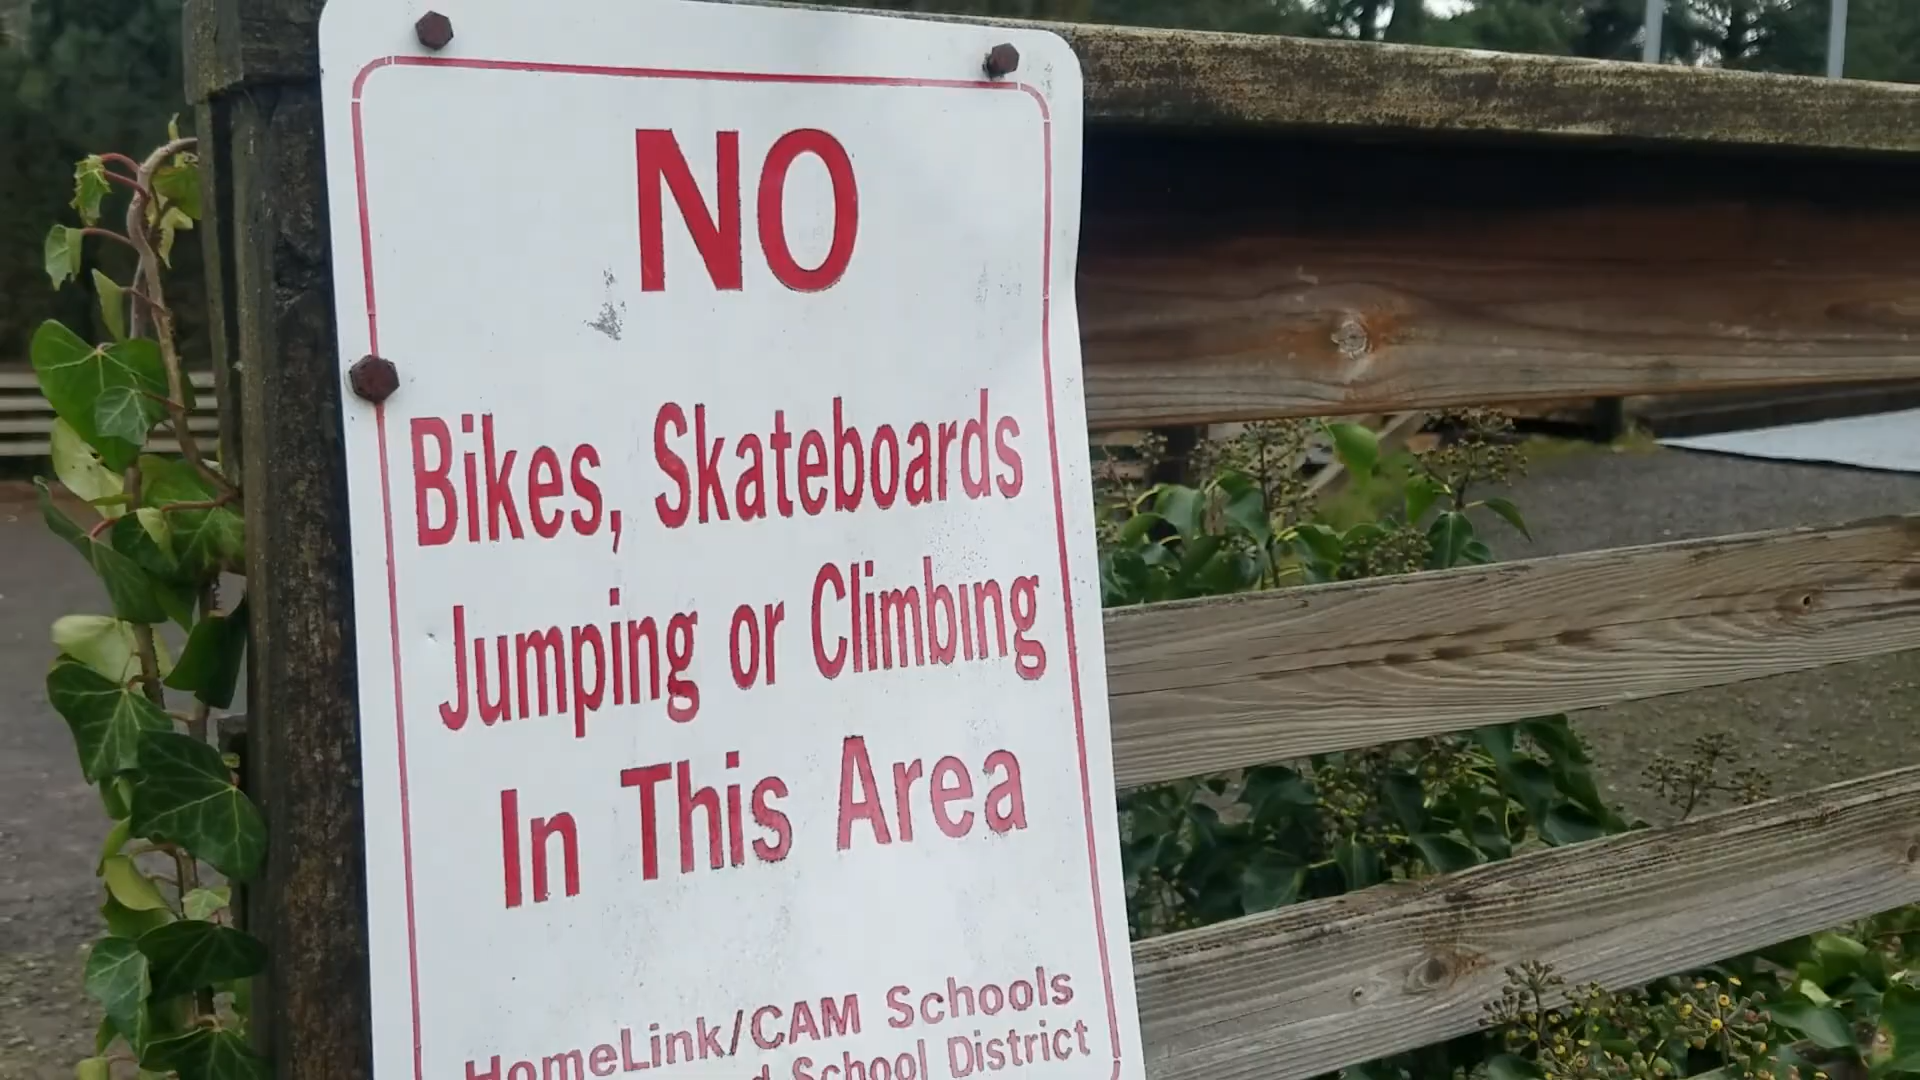 NO
Bikes, Skateboards
Jumping or Climbing
In This Area
HomeLink/CAM Schools
School District